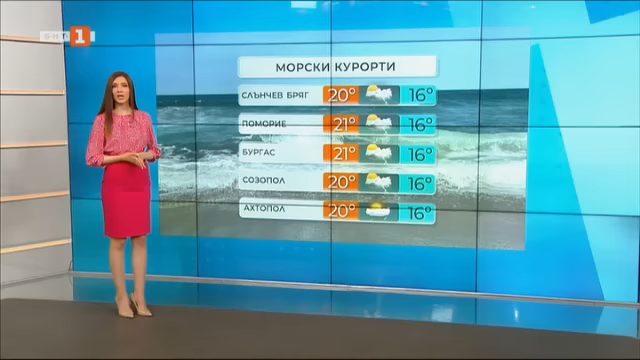 БНТ 1
МОРСКИ КУРОРТИ
СЛЪНЧЕВ БРЯГ 20° 16°
ПОМОРИЕ 21° 16°
БУРГАС 21° 16°
СОЗОПОЛ 20° 16°
АХТОПОЛ 20° 16°